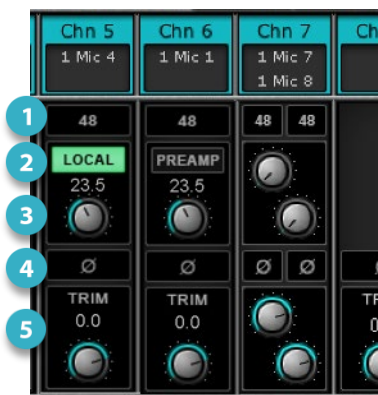 Chn 5 Chn 6 Chn 7 Ch
1 Mic 4 1 Mic 1 1 Mic 7
1 Mic 8
1 48 48 48 48
2 LOCAL PREAMP
23.5 23.5
3
4 Ø Ø Ø Ø
TRIM TRIM TR
5 0.0 0.0 0